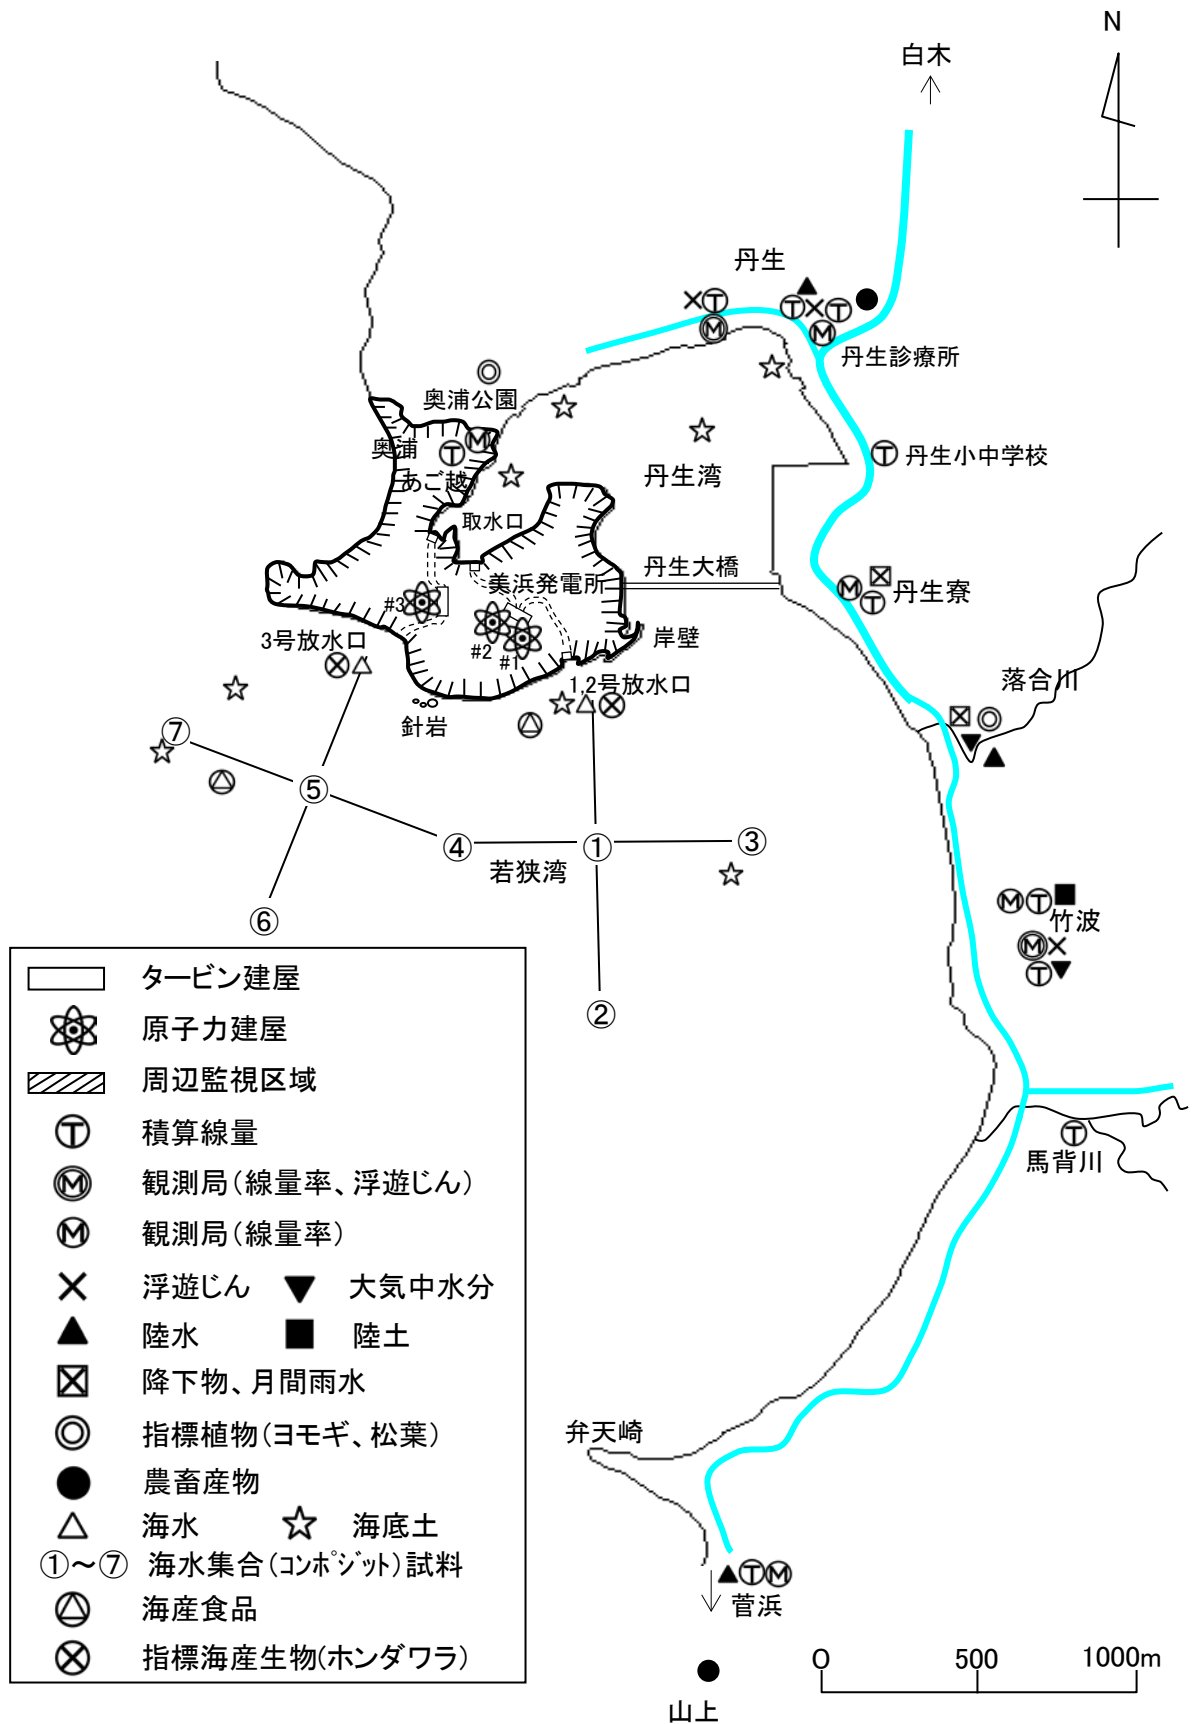 N
白木
丹生
丹生診療所
奥浦公園
奥浦
あご越
丹生小中学校
丹生湾
取水口
美浜発電所
丹生大橋
丹生寮
#3
#2
#1
3号放水口
岸壁
1,2号放水口
落合川
針岩
⑦
⑤
④
①
③
若狭湾
⑥
②
竹波
馬背川
タービン建屋
原子力建屋
周辺監視区域
T 積算線量
M 観測局(線量率、浮遊じん)
M 観測局(線量率)
浮遊じん 大気中水分
陸水 陸土
降下物、月間雨水
指標植物(ヨモギ、松葉)
農畜産物
海水 海底土
①~⑦ 海水集合(コンポジット)試料
海産食品
指標海産生物(ホンダワラ)
弁天崎
菅浜
山上
0 500 1000m